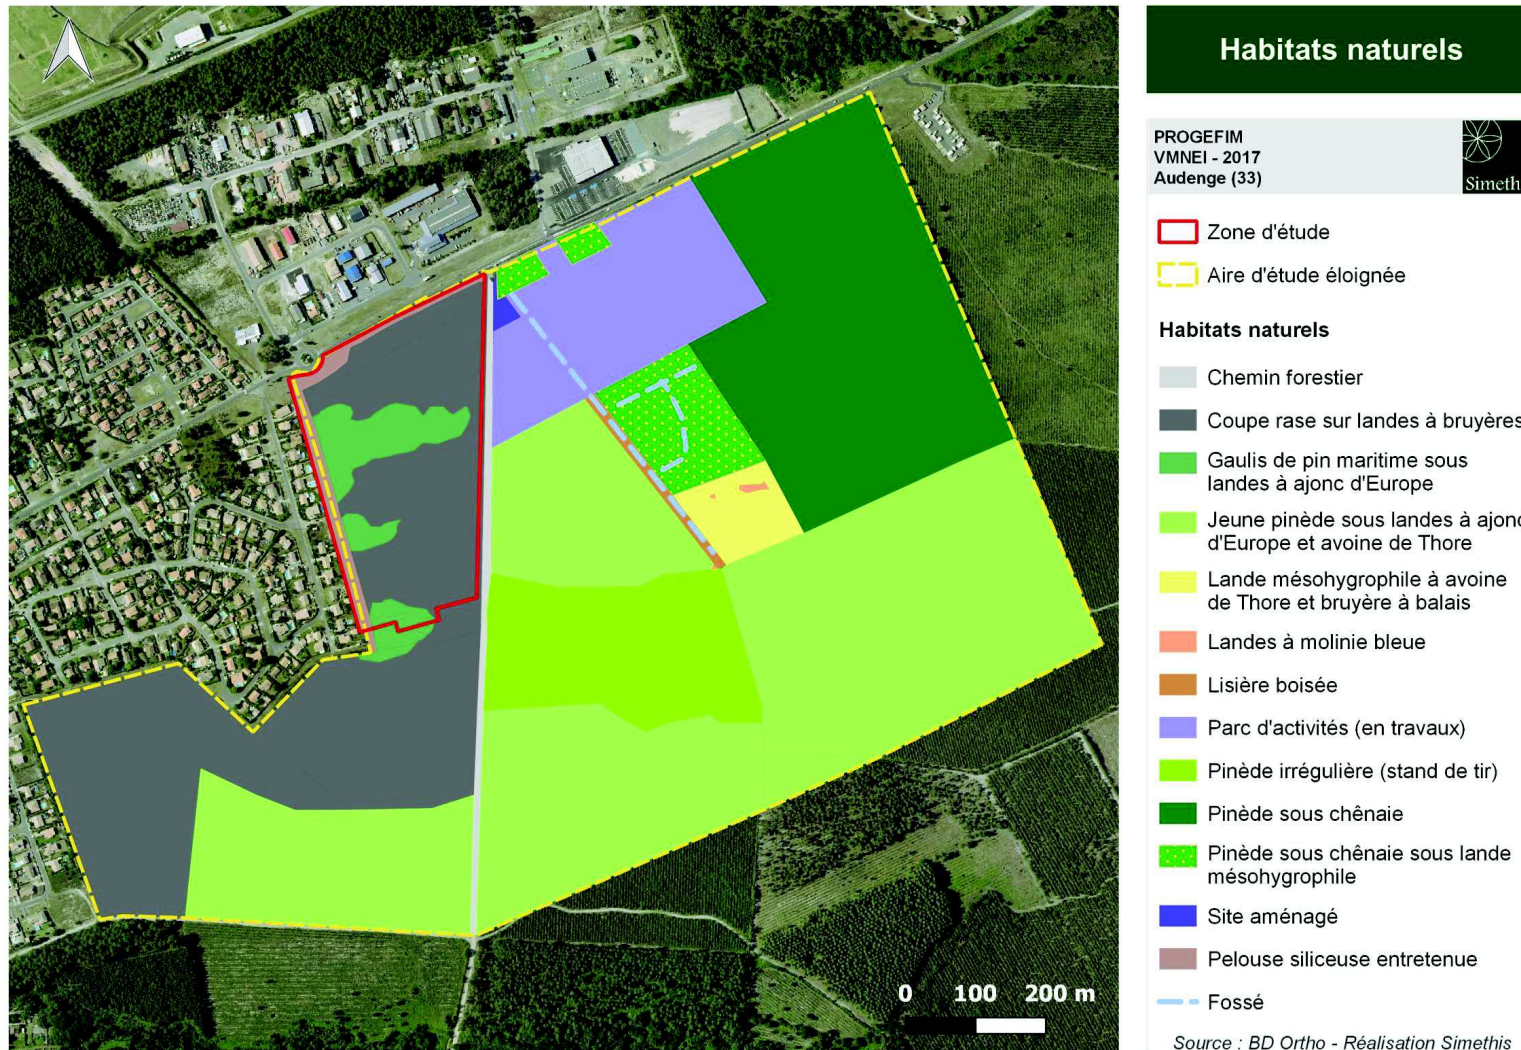 Habitats naturels
PROGEFIM
VMNEI - 2017
Audenge (33)
Simeth
Zone d'étude
Aire d'étude éloignée
Habitats naturels
Chemin forestier
Coupe rase sur landes à bruyères
Gaulis de pin maritime sous
landes à ajonc d'Europe
Jeune pinède sous landes à ajonc
d'Europe et avoine de Thore
Lande mésohygrophile à avoine
de Thore et bruyère à balais
Landes à molinie bleue
Lisière boisée
Parc d'activités (en travaux)
Pinède irrégulière (stand de tir)
Pinède sous chênaie
Pinède sous chênaie sous lande
mésohygrophile
Site aménagé
Pelouse siliceuse entretenue
Fossé
0 100 200 m
Source : BD Ortho - Réalisation Simethis